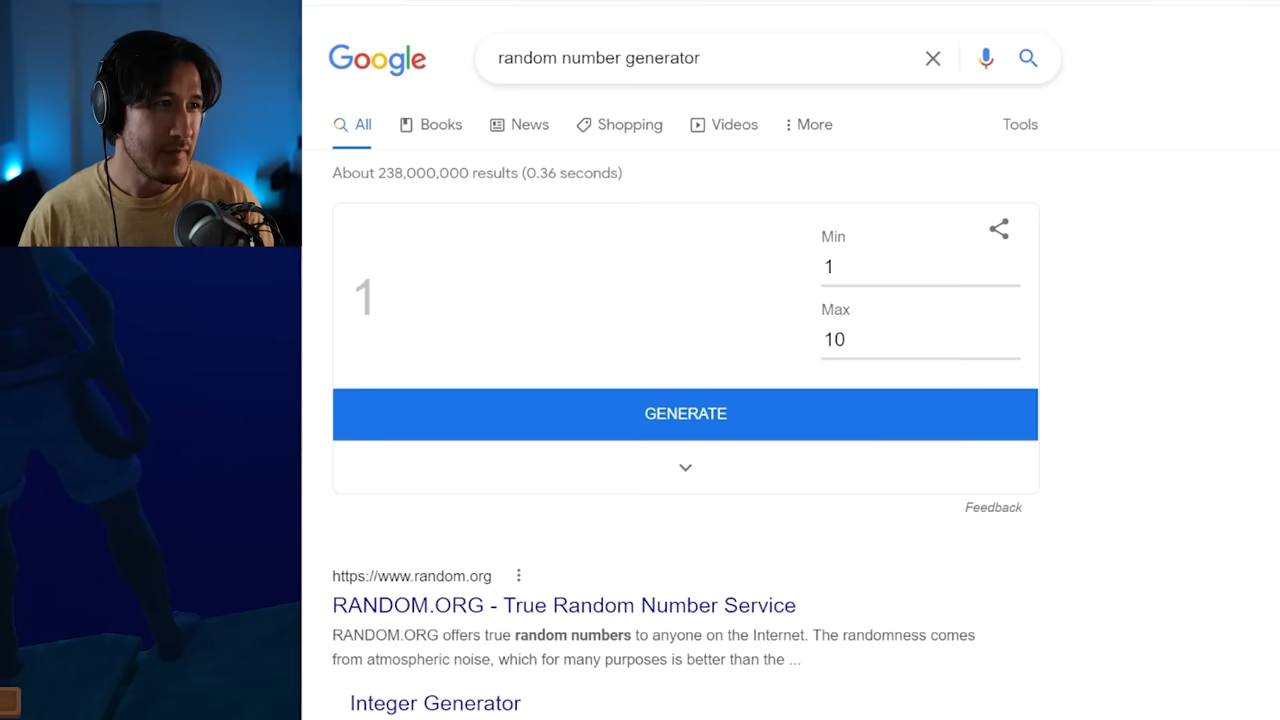 Google
random number generator
All
Books
News
Shopping
Videos
More
Tools
About 238,000,000 results (0.36 seconds)
1
Min
1
Max
10
GENERATE
Feedback
https://www.random.org
RANDOM.ORG - True Random Number Service
RANDOM.ORG offers true random numbers to anyone on the Internet. The randomness comes
from atmospheric noise, which for many purposes is better than the ...
Integer Generator